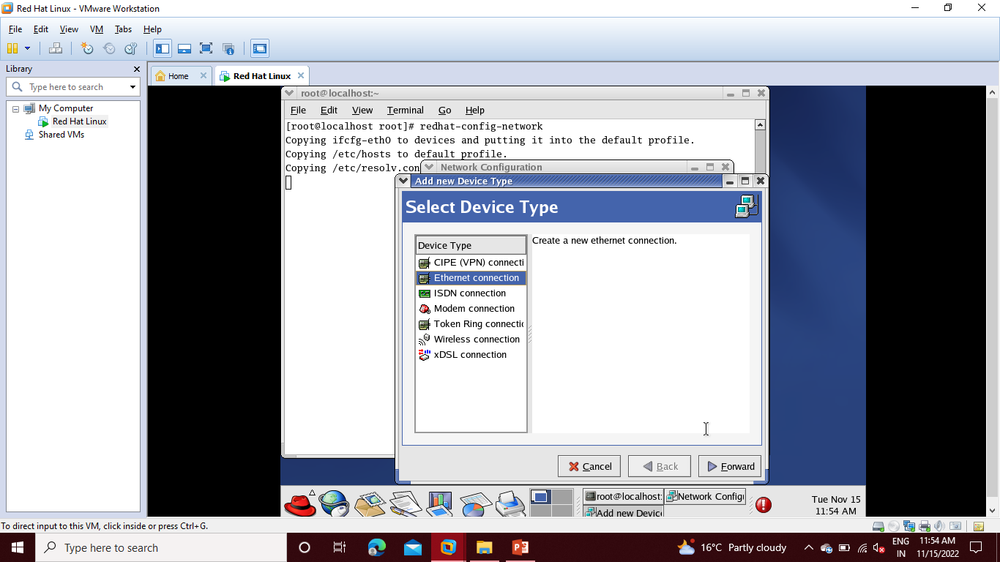 Red Hat Linux - VMware Workstation
File Edit View VM Tabs Help
Library
Type here to search
My Computer
Red Hat Linux
Shared VMs
Home
Red Hat Linux
root@localhost:~
File Edit View Terminal Go Help
[root@localhost root]# redhat-config-network
Copying ifcfg-eth0 to devices and putting it into the default profile.
Copying /etc/hosts to default profile.
Copying /etc/resolv.con
Network Configuration
Add new Device Type
Select Device Type
Device Type
CIPE (VPN) connecti
Ethernet connection
ISDN connection
Modem connection
Token Ring connectic
Wireless connection
xDSL connection
Create a new ethernet connection.
Cancel
Back
Forward
root@localhost:
Network Configu
Add new Device
Tue Nov 15
11:54 AM
To direct input to this VM, click inside or press Ctrl+G.
Type here to search
16°C Partly cloudy
ENG
IN
11:54 AM
11/15/2022